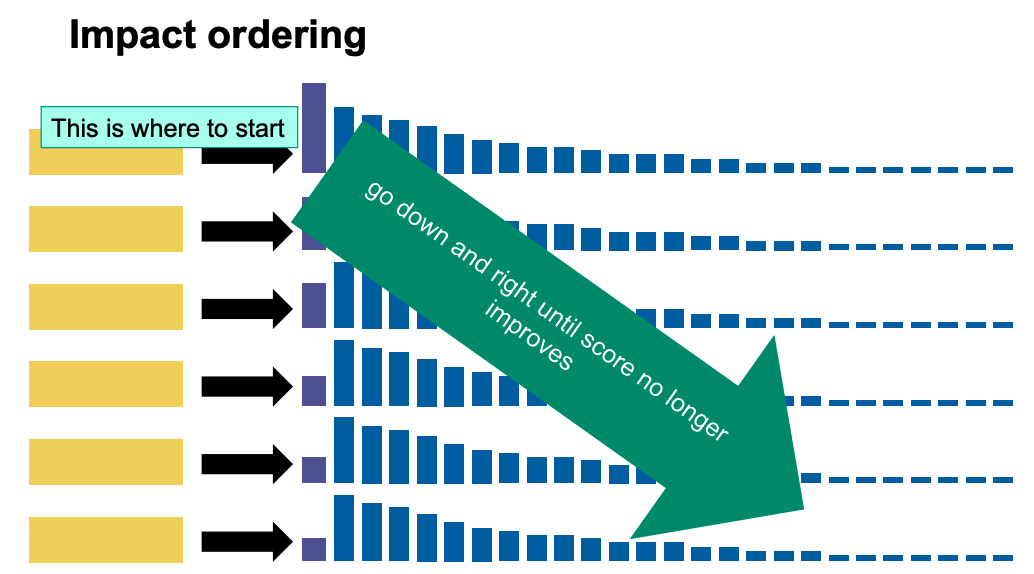 Impact ordering
This is where to start
go down and right until score no longer
improves